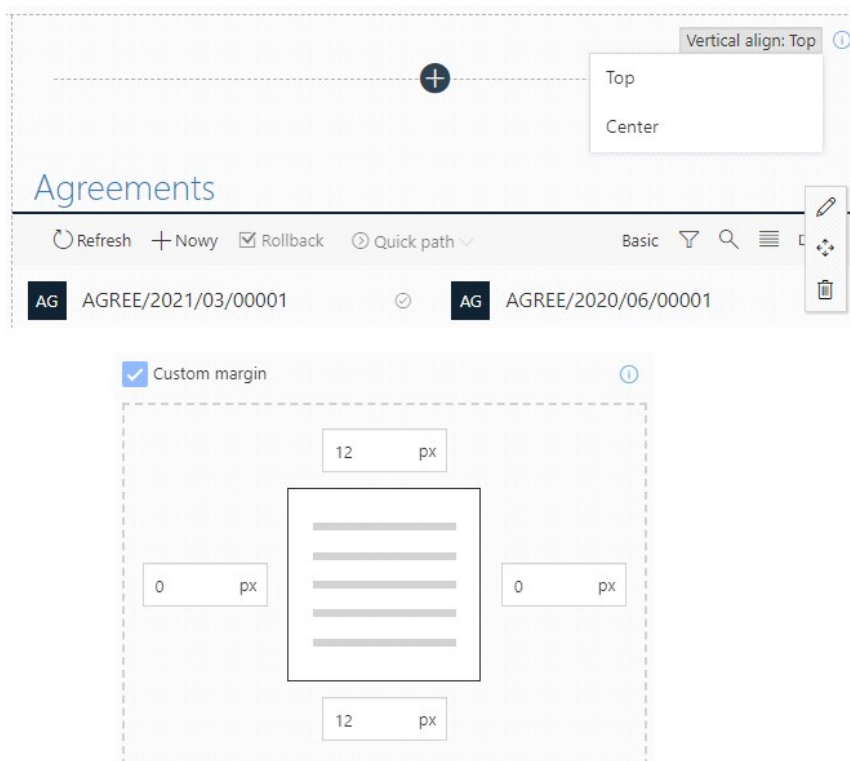 Vertical align: Top
Top
Center
Agreements
Refresh Nowy Rollback Quick path Basic
AG AGREE/2021/03/00001 AG AGREE/2020/06/00001
Custom margin
12 px
0 px 0 px
12 px